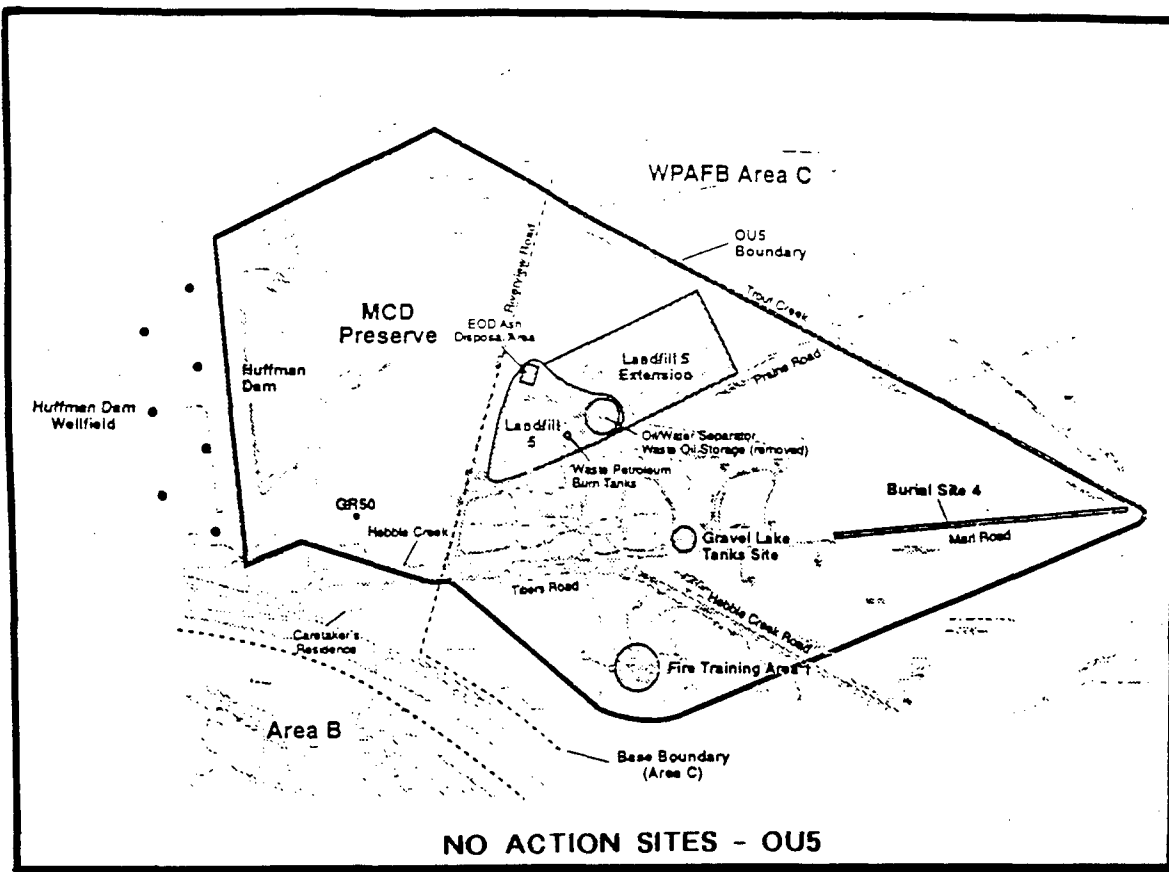 WPAFB Area C
OU5
Boundary
Riverview Road
Trout Creek
MCD
Preserve
EOD Ash
Disposal Area
Landfill 5
Extension
Prairie Road
Huffman
Dam
Huffman Dam
Wellfield
Landfill
5
Oil/Water Separator
Waste Oil Storage (removed)
Waste Petroleum
Burn Tanks
Burial Site 4
GR50
Hebble Creek
Gravel Lake
Tanks Site
Marl Road
Road
Hebble Creek Road
Caretaker's
Residence
Fire Training Area 1
Area B
Base Boundary
(Area C)
NO ACTION SITES - OU5